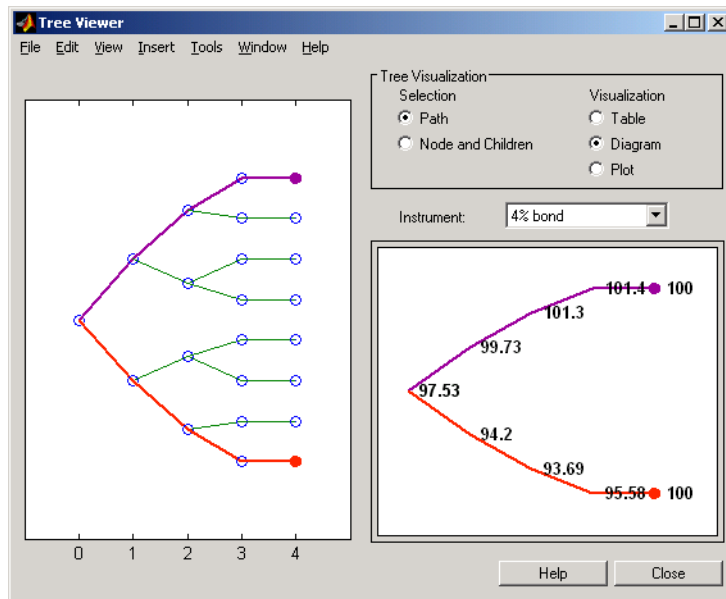 Tree Viewer
File Edit View Insert Tools Window Help
Tree Visualization
Selection
Visualization
Path
Table
Node and Children
Diagram
Plot
Instrument:
4% bond
101.4 100
101.3
99.73
97.53
94.2
93.69
95.58 100
0 1 2 3 4
Help
Close